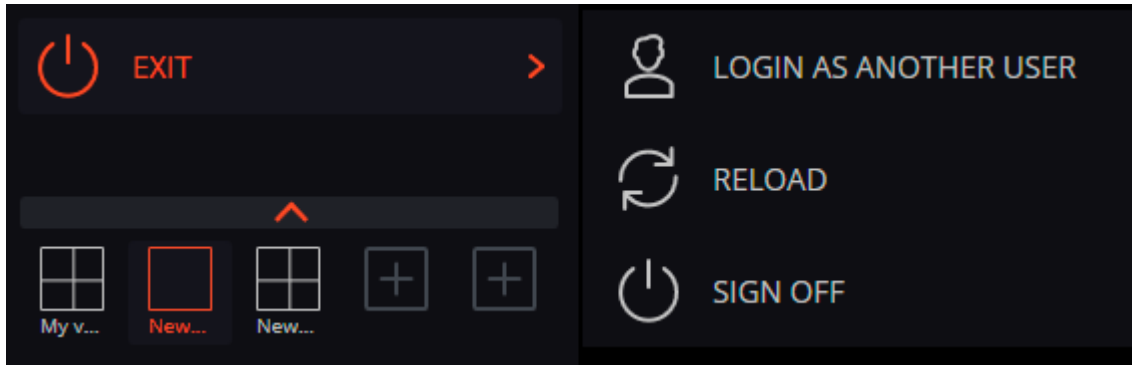 EXIT
My v...
New...
New...
LOGIN AS ANOTHER USER
RELOAD
SIGN OFF